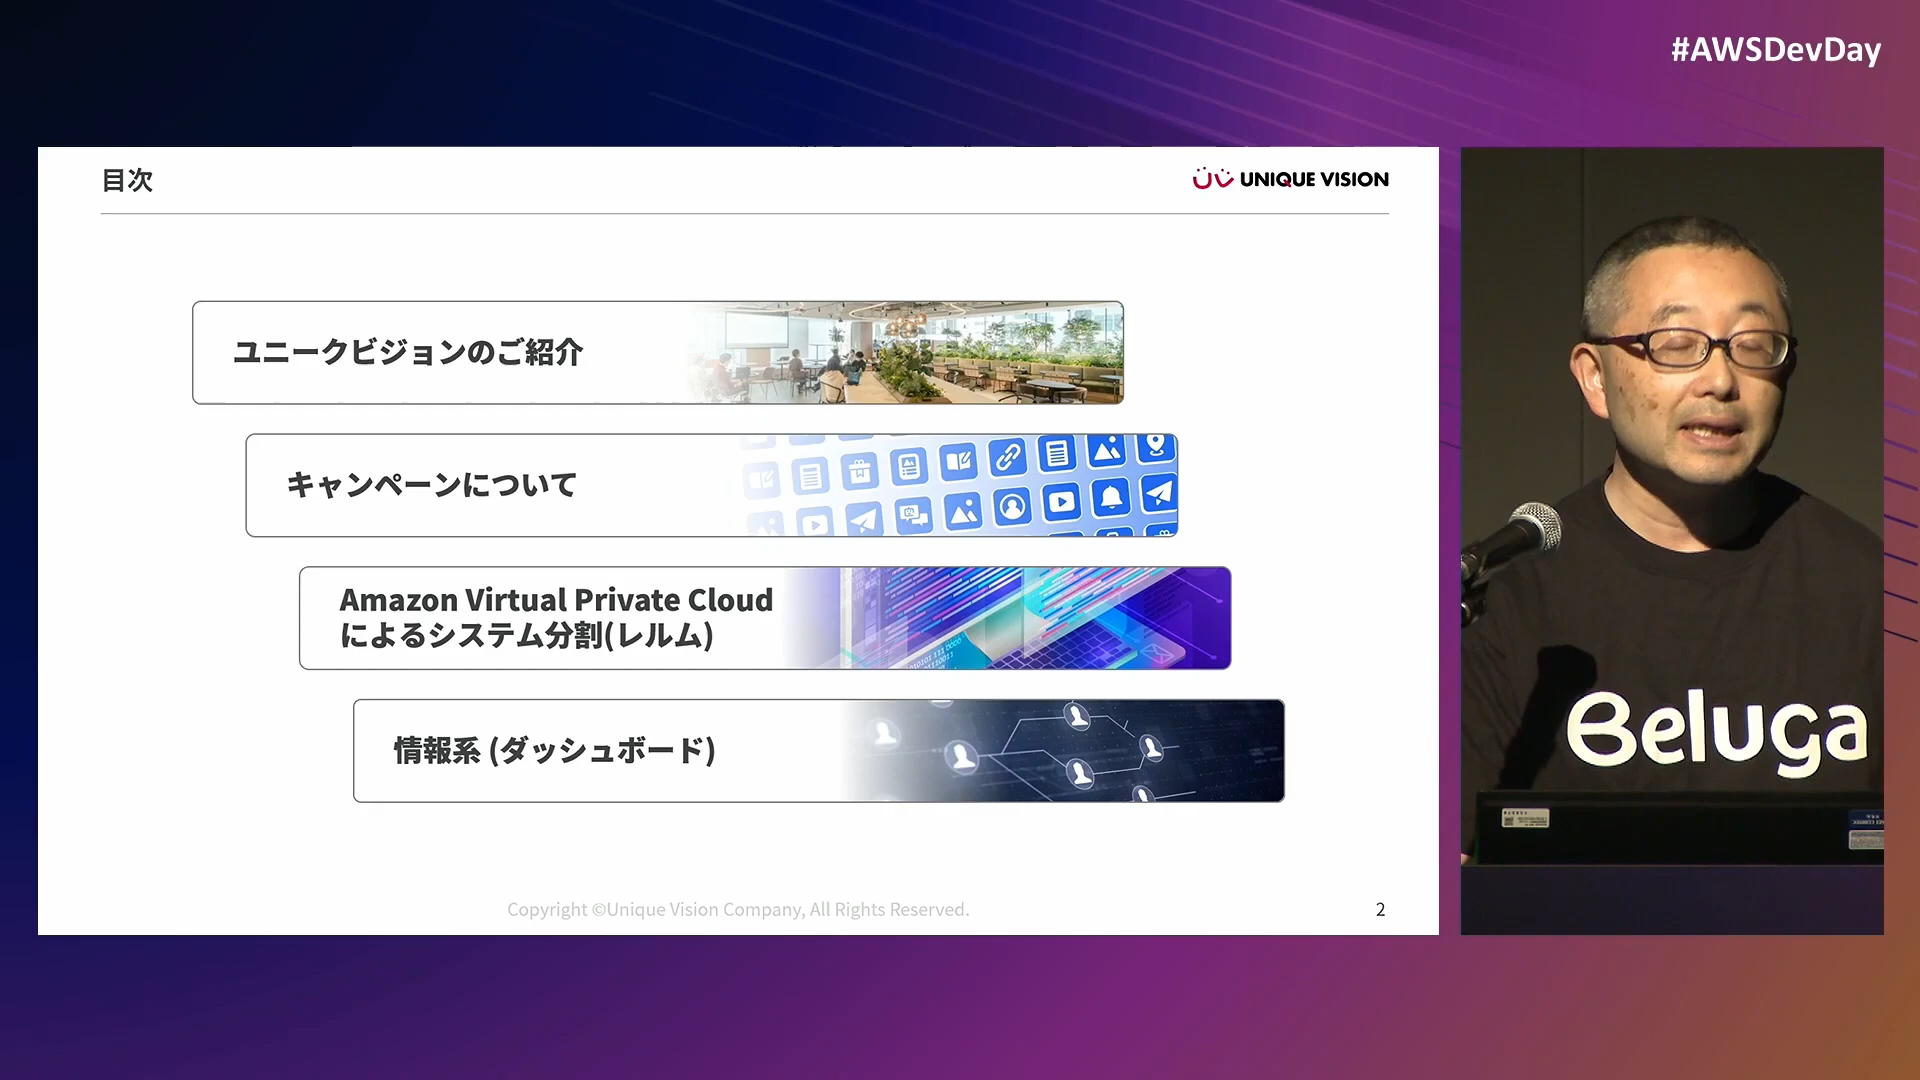 #AWSDevDay
目次
UNIQUE VISION
ユニークビジョンのご紹介
キャンペーンについて
Amazon Virtual Private Cloud
によるシステム分割(レルム)
情報系 (ダッシュボード)
Copyright ©Unique Vision Company, All Rights Reserved.
2
Beluga